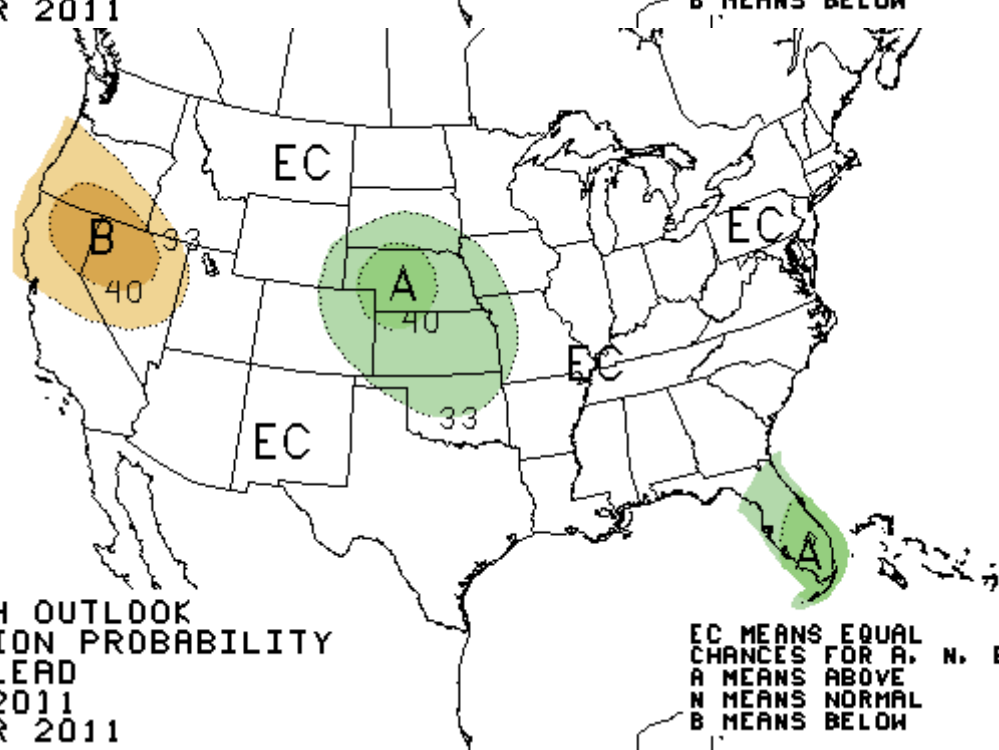 R 2011
B MEANS BELOW
EC
EC
B
33
A
40
40
EC
33
EC
A
H OUTLOOK
ION PROBABILITY
LEAD
2011
R 2011
EC MEANS EQUAL
CHANCES FOR A, N, B
A MEANS ABOVE
N MEANS NORMAL
B MEANS BELOW